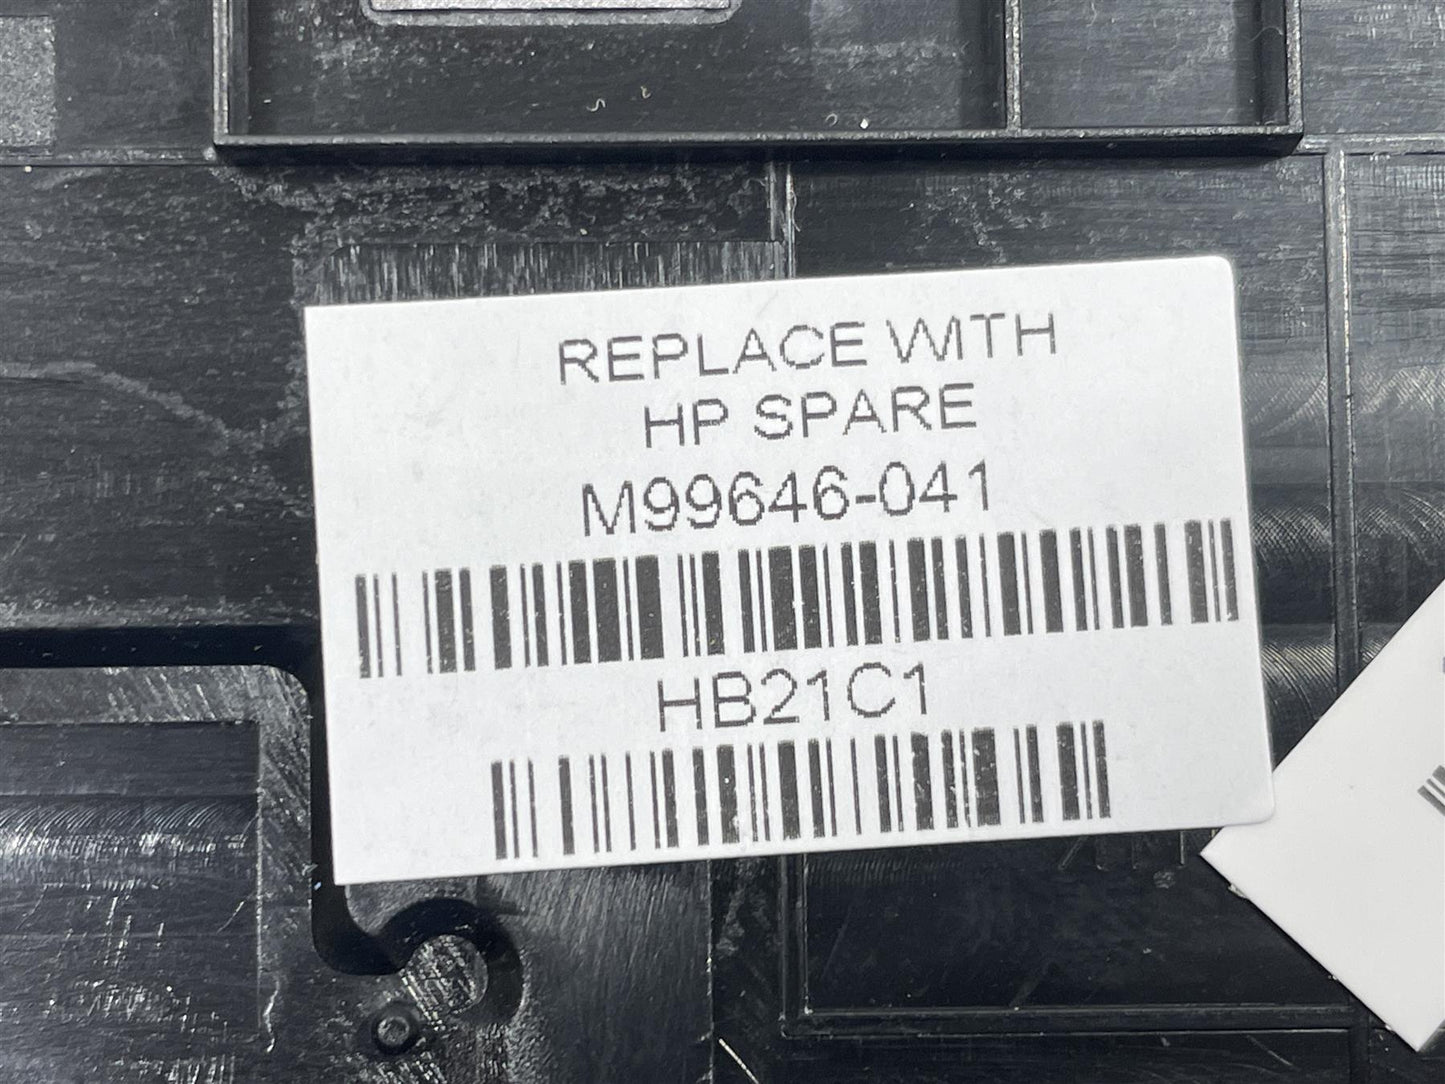 REPLACE WITH
HP SPARE
M99646-041
HB21C1